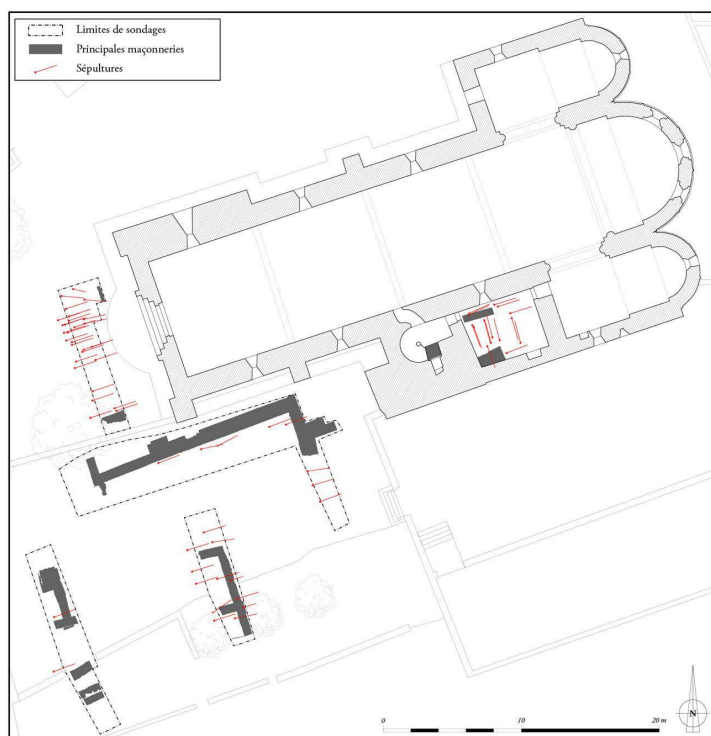 Limites de sondages
Principales maçonneries
Sépultures
N
0 10 20 m